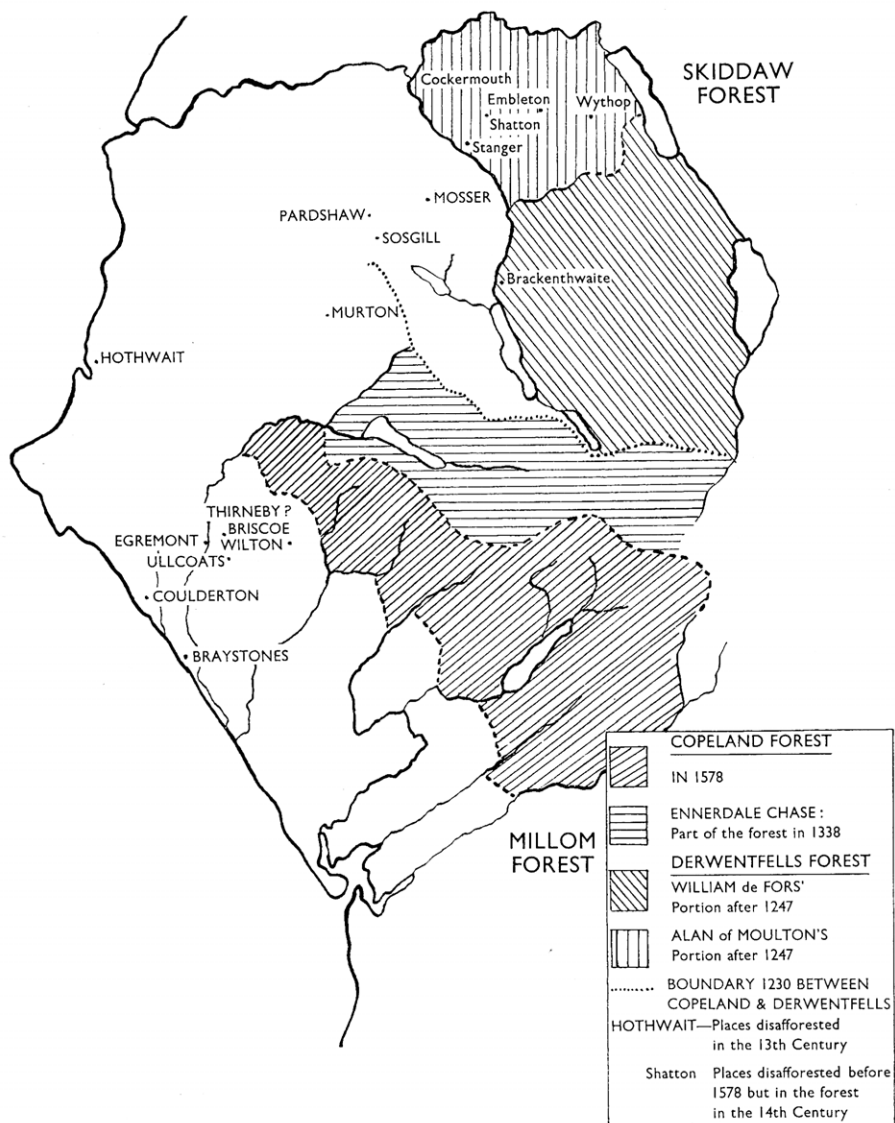 SKIDDAW
FOREST
Cockermouth
Embleton
Wythop
Shatton
Stanger
MOSSER
PARDSHAW
SOSGILL
Brackenthwaite
MURTON
HOTHWAIT
THIRNEBY ?
BRISCOE
EGREMONT
WILTON
ULLCOATS
COULDERTON
BRAYSTONES
MILLOM
FOREST
COPELAND FOREST
IN 1578
ENNERDALE CHASE :
Part of the forest in 1338
DERWENTFELLS FOREST
WILLIAM de FORS'
Portion after 1247
ALAN of MOULTON'S
Portion after 1247
BOUNDARY 1230 BETWEEN
COPELAND & DERWENTFELLS
HOTHWAIT—Places disafforested
in the 13th Century
Shatton Places disafforested before
1578 but in the forest
in the 14th Century